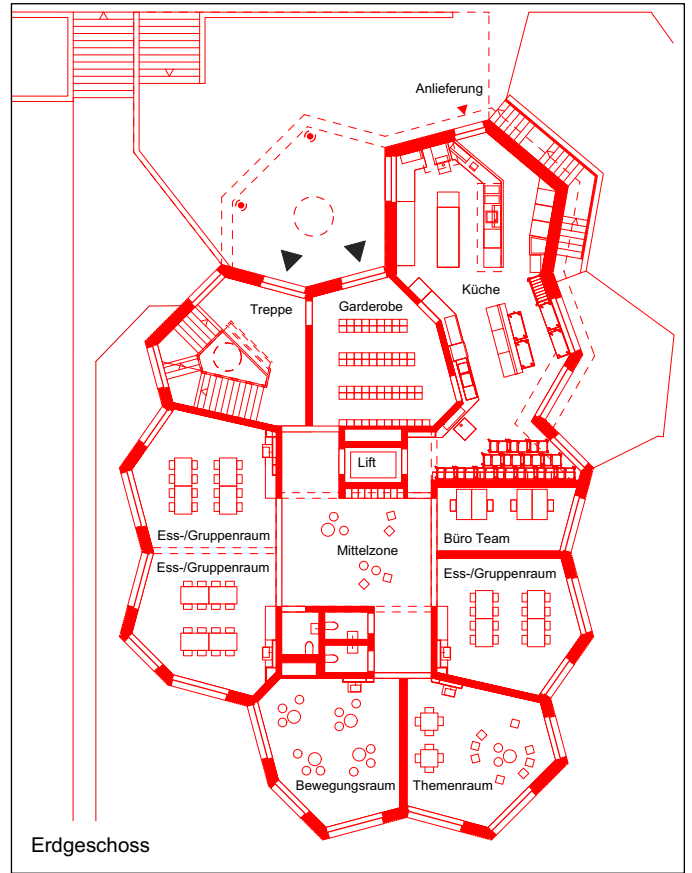 Anlieferung
Küche
Treppe
Garderobe
Lift
Ess-/Gruppenraum
Mittelzone
Büro Team
Ess-/Gruppenraum
Ess-/Gruppenraum
Bewegungsraum
Themenraum
Erdgeschoss